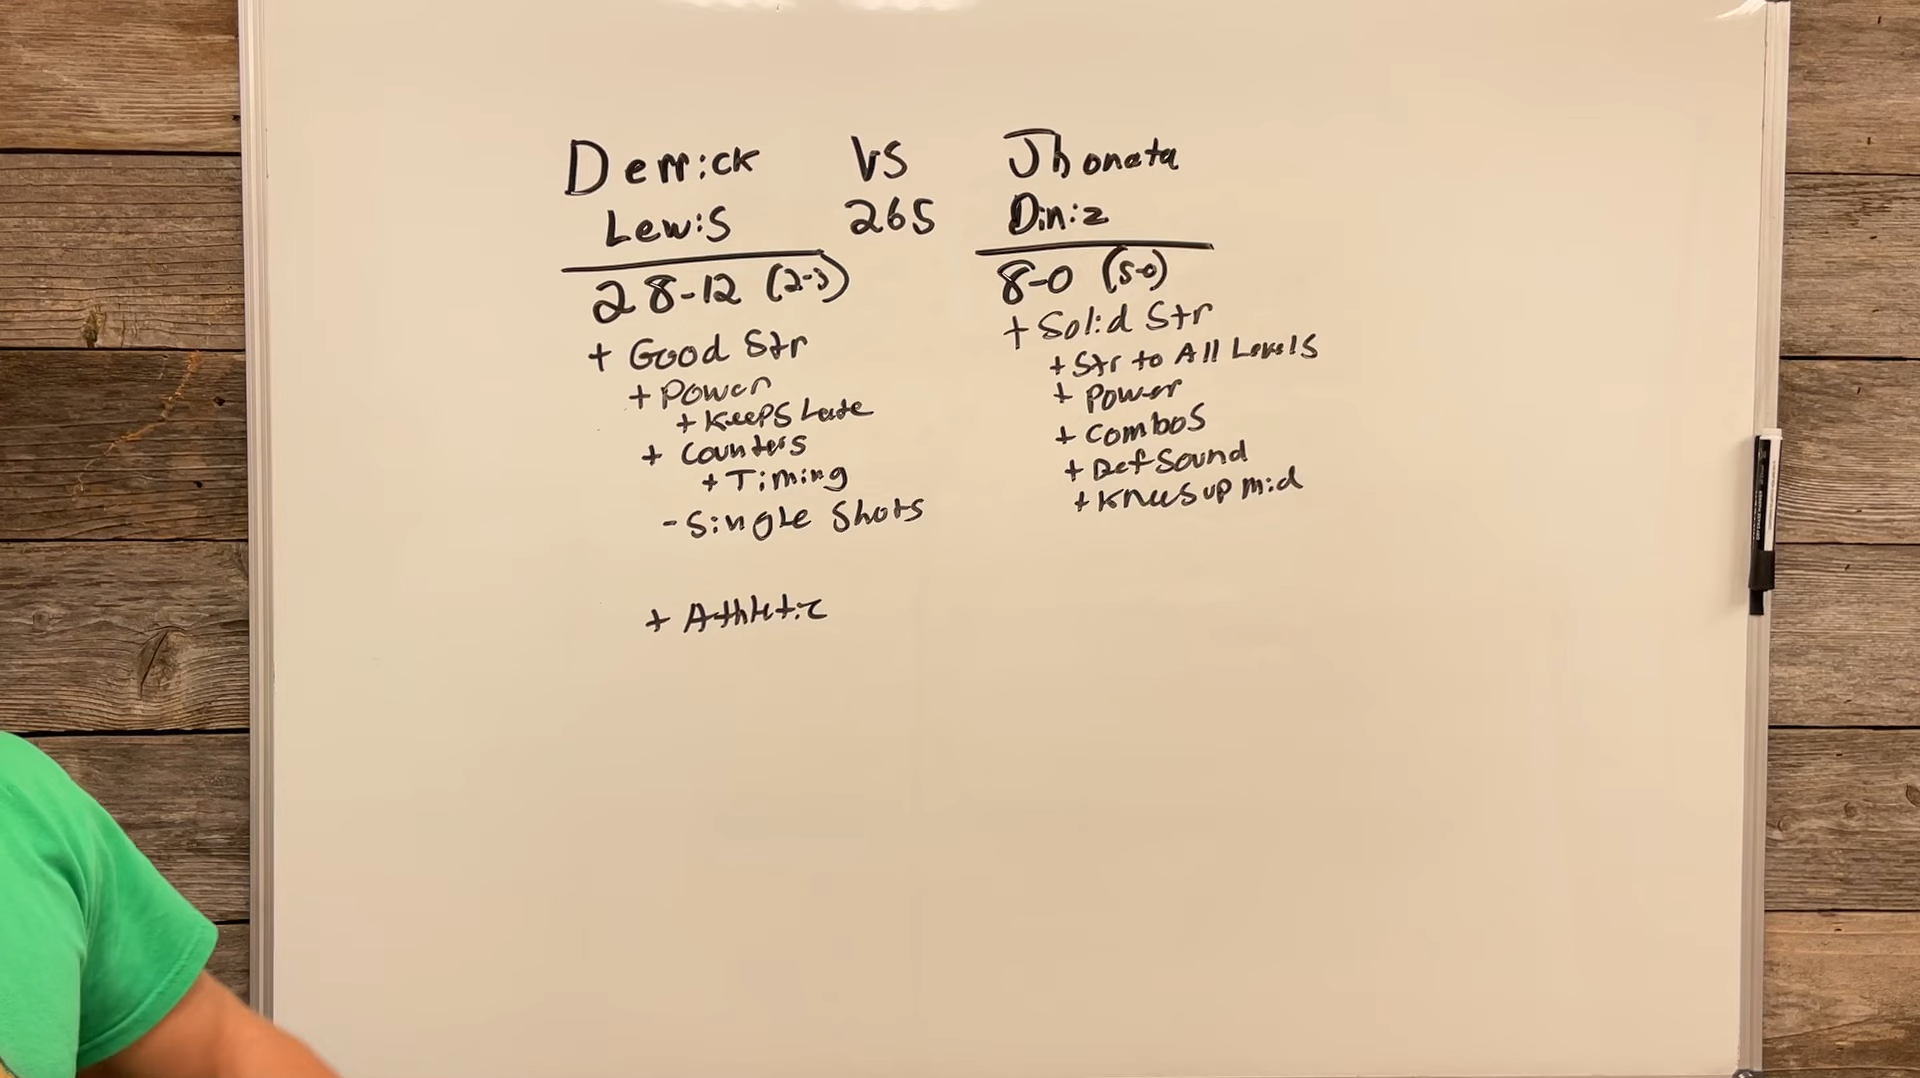 Derrick VS Jhonata
Lewis 265 Diniz
28-12 (2-3)
+ Good Str
+ Power
+ Keeps Late
+ Counters
+ Timing
- Single Shots
+ Athletic
8-0 (5-0)
+ Solid Str
+ Str to All Levels
+ Power
+ Combos
+ Def Sound
+ Knees up mid